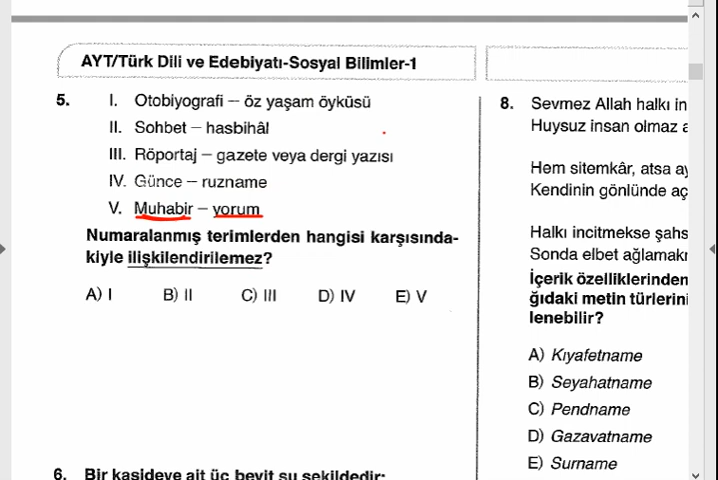 AYT/Türk Dili ve Edebiyatı-Sosyal Bilimler-1
5. I. Otobiyografi – öz yaşam öyküsü
II. Sohbet – hasbihâl
III. Röportaj – gazete veya dergi yazısı
IV. Günce – ruzname
V. Muhabir – yorum
Numaralanmış terimlerden hangisi karşısında-
kiyle ilişkilendirilemez?
A) I B) II C) III D) IV E) V
6. Bir kasideye ait üç beyit şu şekildedir:
8. Sevmez Allah halkı in
Huysuz insan olmaz
Hem sitemkâr, atsa
Kendinin gönlünde aç
Halkı incitmekse şahs
Sonda elbet
İçerik özelliklerinden
ğıdaki metin türlerini
lenebilir?
A) Kıyafetname
B) Seyahatname
C) Pendname
D) Gazavatname
E) Surname